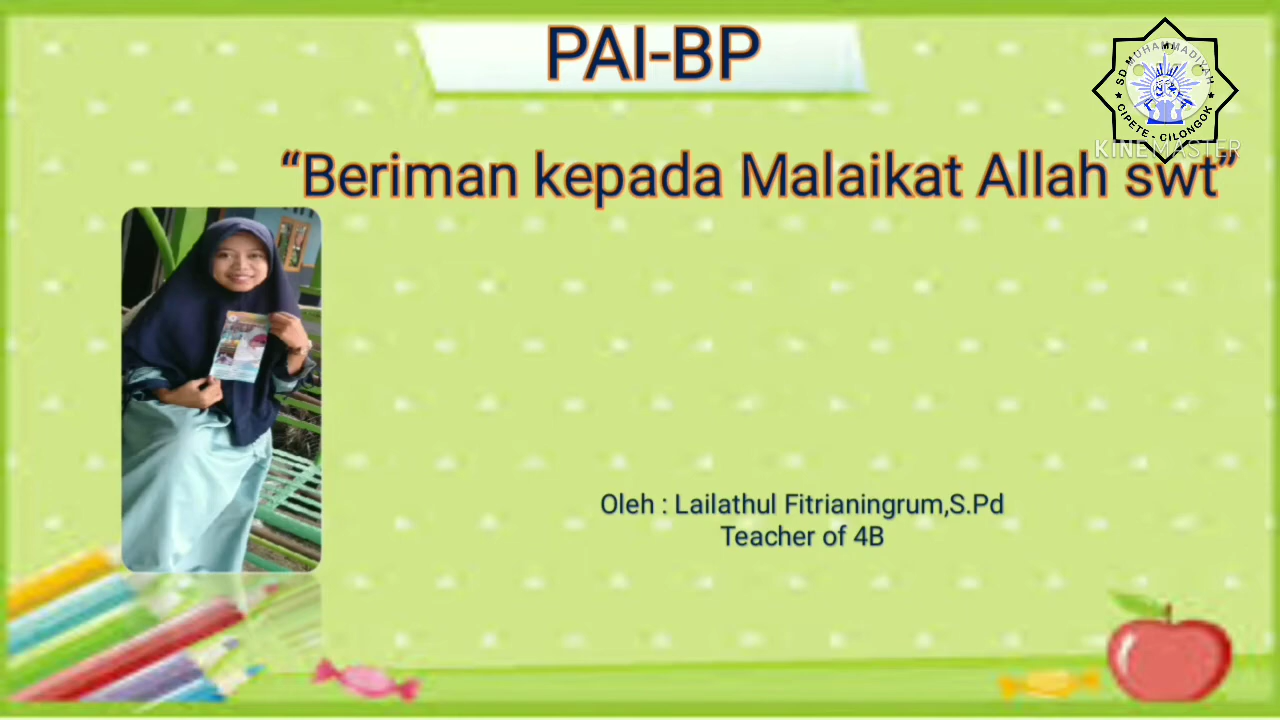 PAI-BP
SD MUHAMMADIYAH
CIPETE - CILONGOK
KINEMASTER
“Beriman kepada Malaikat Allah swt”
Oleh : Lailathul Fitrianingrum,S.Pd
Teacher of 4B